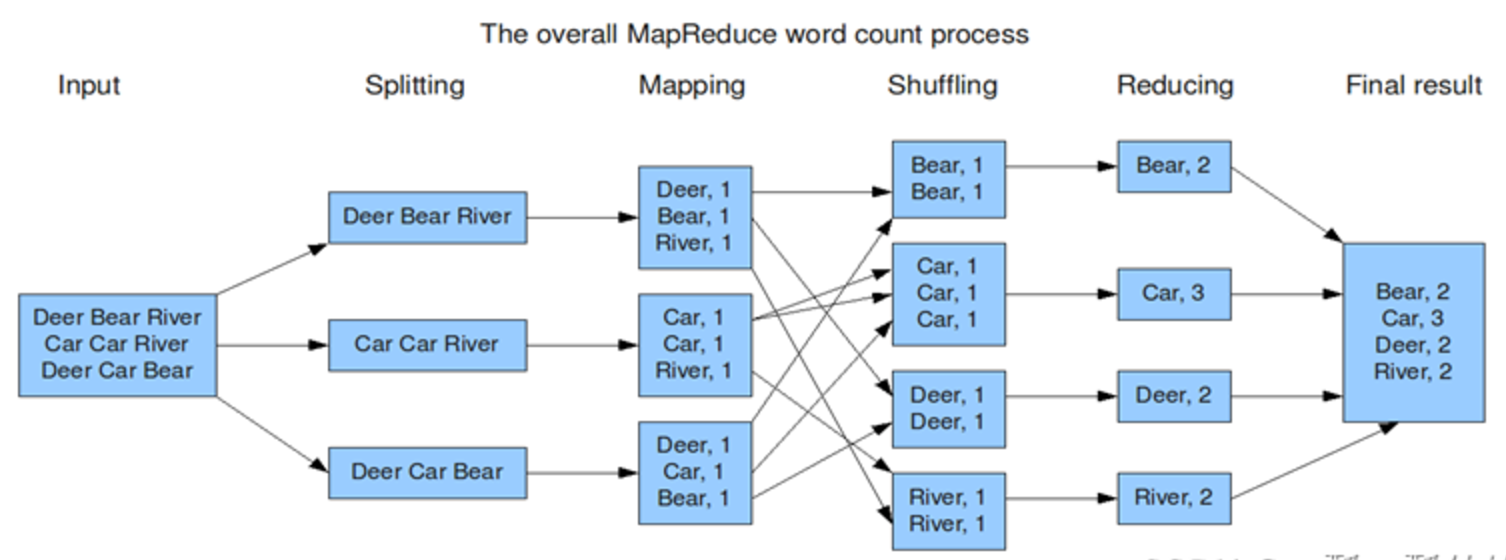 The overall MapReduce word count process
Input
Splitting
Mapping
Shuffling
Reducing
Final result
Deer Bear River
Car Car River
Deer Car Bear
Deer Bear River
Car Car River
Deer Car Bear
Deer, 1
Bear, 1
River, 1
Car, 1
Car, 1
River, 1
Deer, 1
Car, 1
Bear, 1
Bear, 1
Bear, 1
Car, 1
Car, 1
Car, 1
Deer, 1
Deer, 1
River, 1
River, 1
Bear, 2
Car, 3
Deer, 2
River, 2
Bear, 2
Car, 3
Deer, 2
River, 2